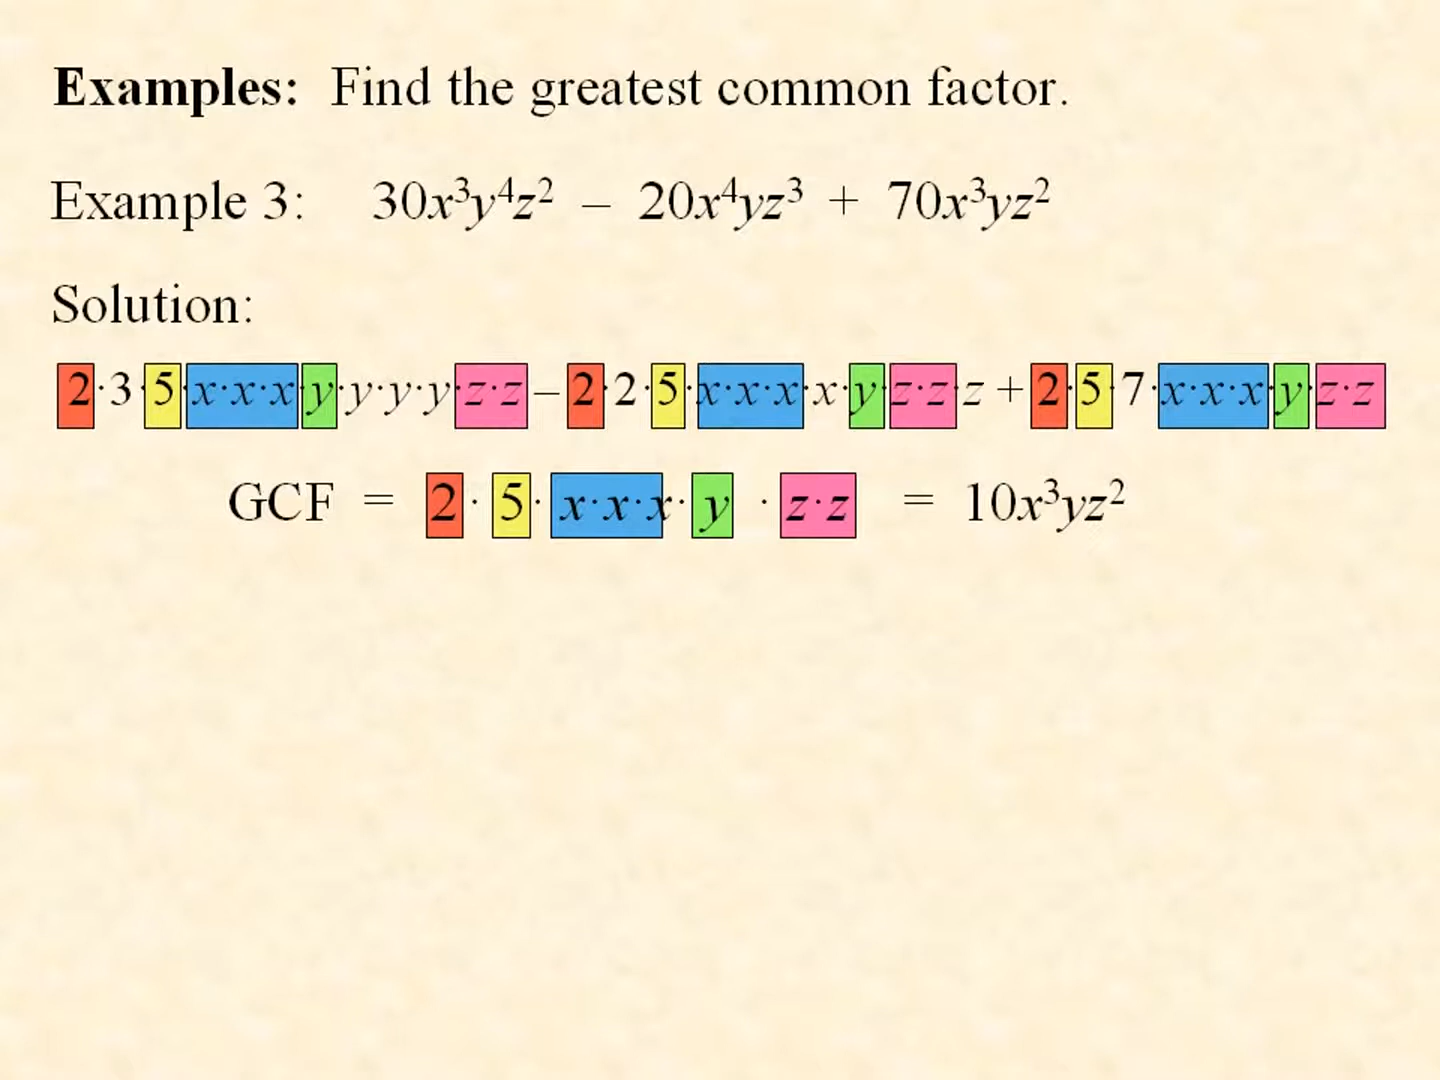 Examples: Find the greatest common factor.
Example 3: 30x³y⁴z² – 20x⁴yz³ + 70x³yz²
Solution:
2·3·5·x·x·x·y·y·y·y·z·z – 2·2·5·x·x·x·x·y·z·z·z + 2·5·7·x·x·x·y·z·z
GCF = 2 · 5 · x·x·x · y · z·z = 10x³yz²